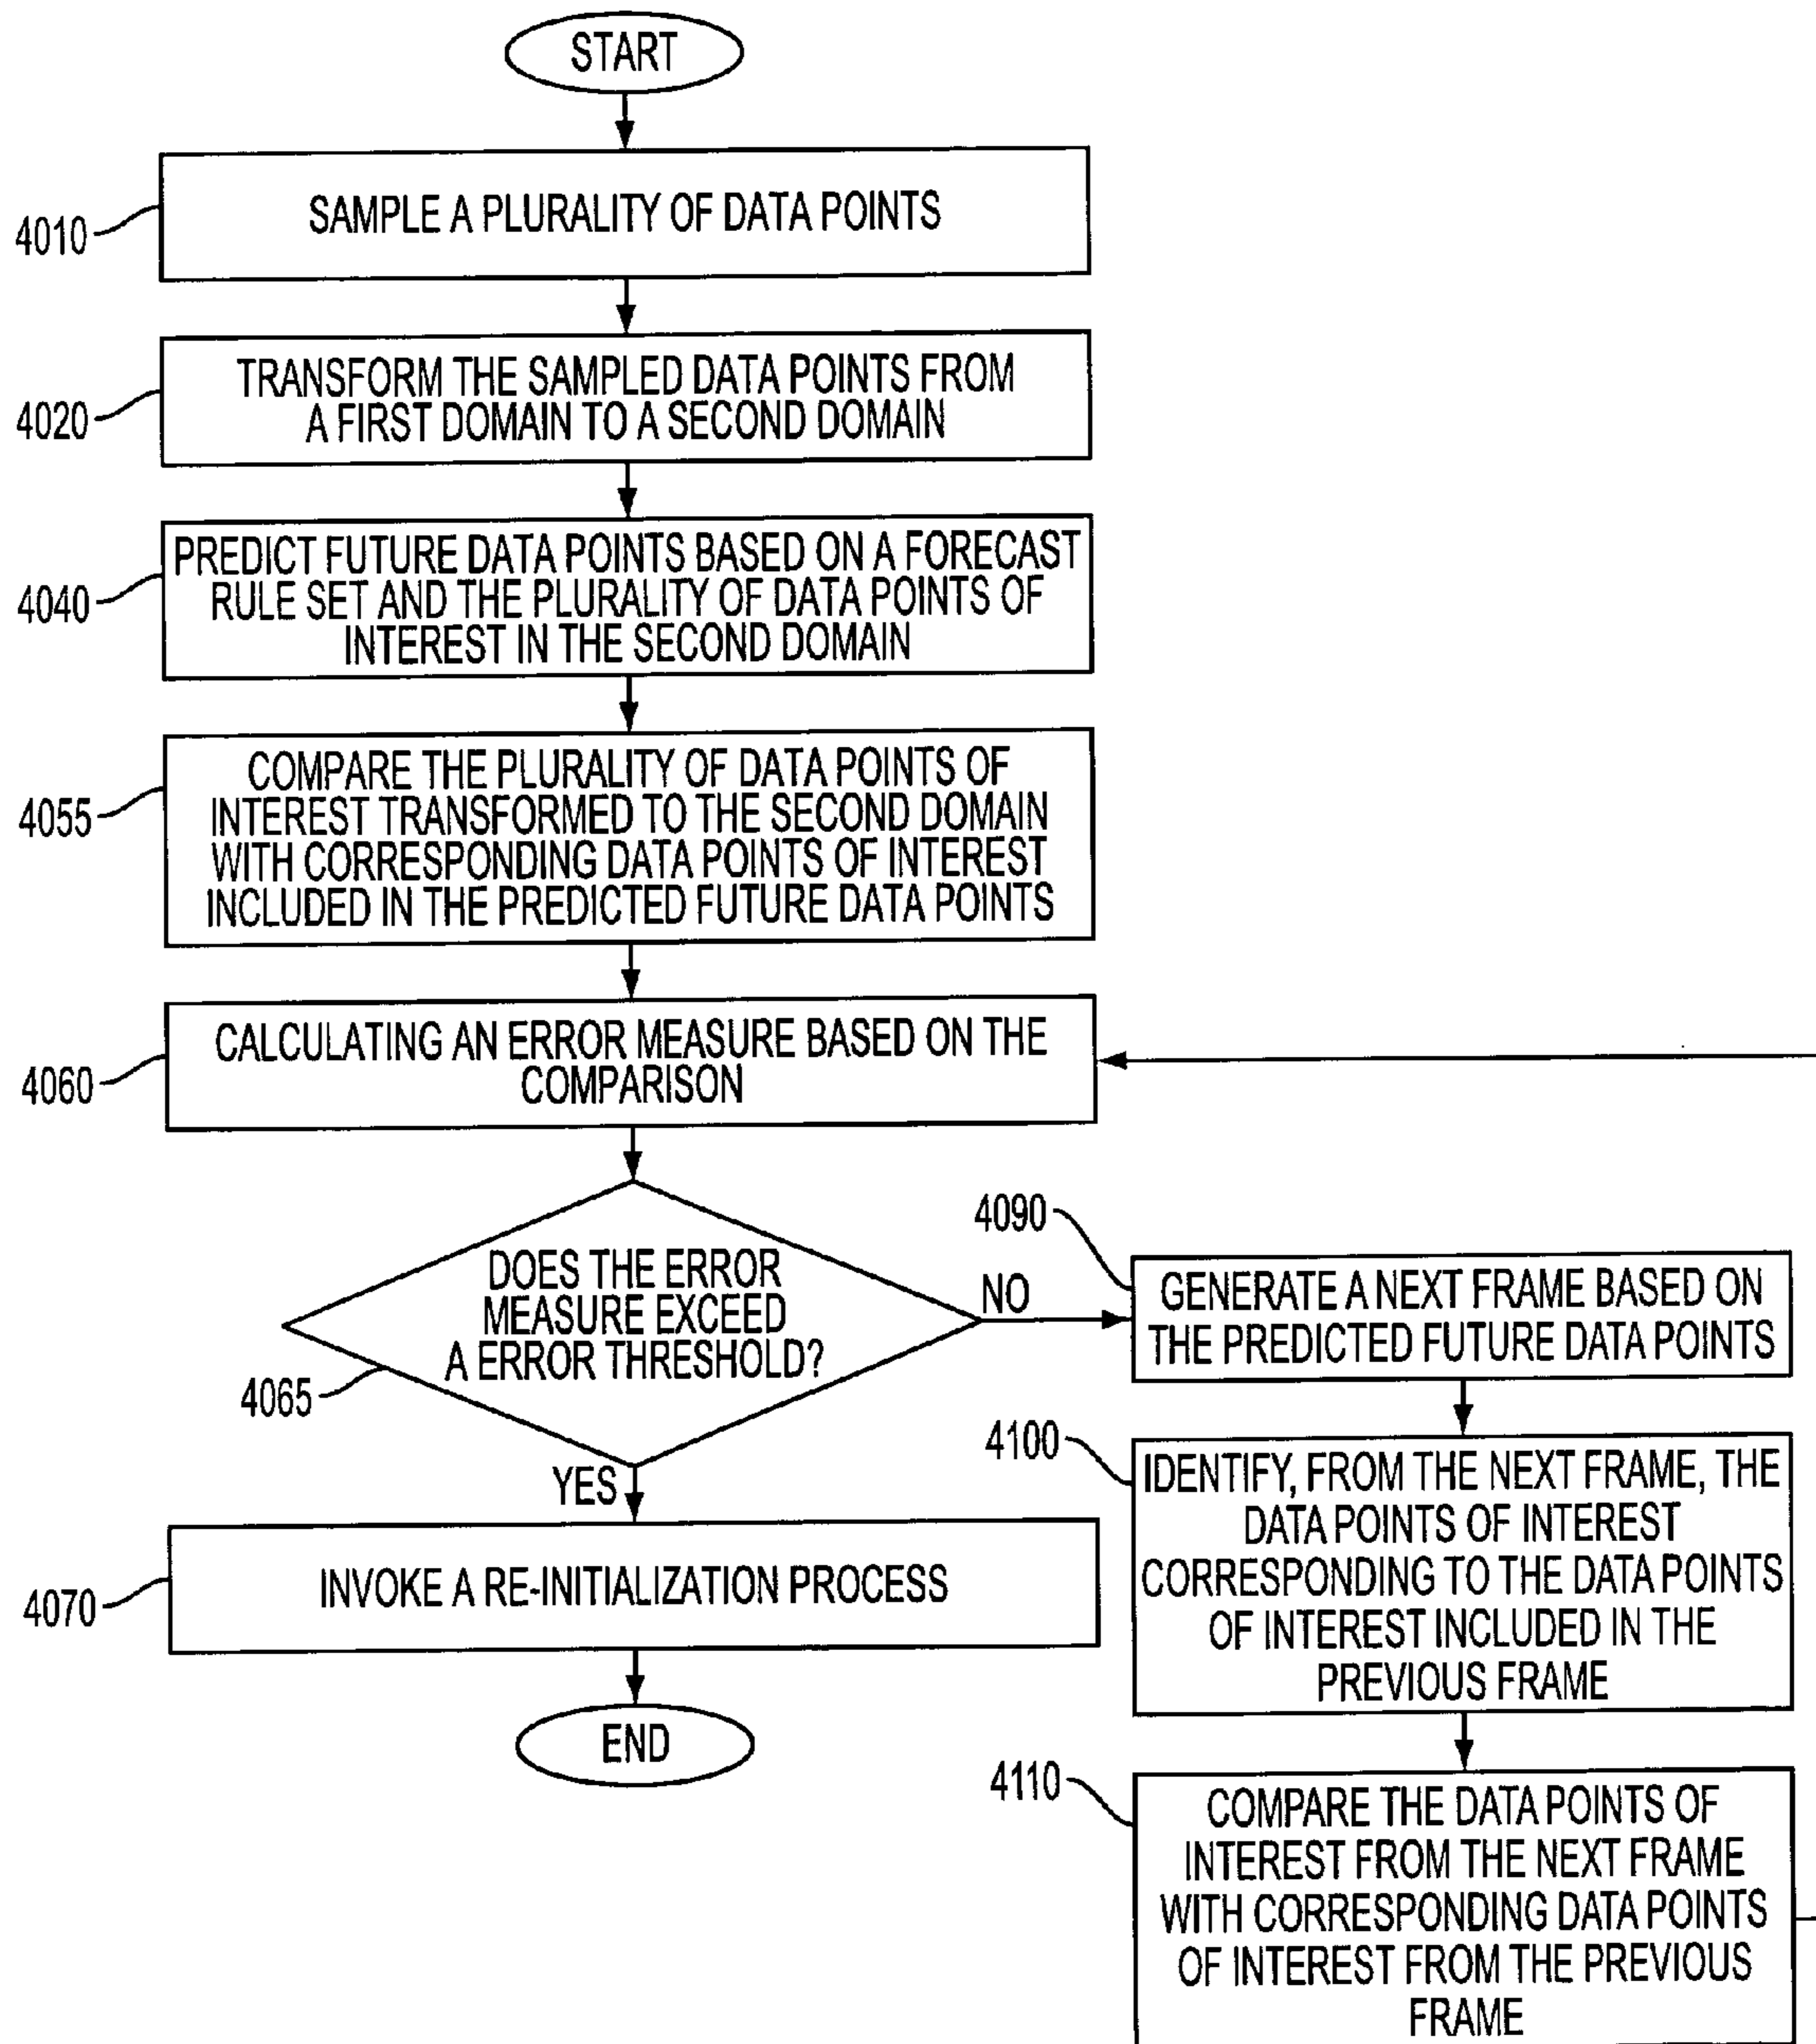 START
4010
SAMPLE A PLURALITY OF DATA POINTS
4020
TRANSFORM THE SAMPLED DATA POINTS FROM
A FIRST DOMAIN TO A SECOND DOMAIN
4040
PREDICT FUTURE DATA POINTS BASED ON A FORECAST
RULE SET AND THE PLURALITY OF DATA POINTS OF
INTEREST IN THE SECOND DOMAIN
4055
COMPARE THE PLURALITY OF DATA POINTS OF
INTEREST TRANSFORMED TO THE SECOND DOMAIN
WITH CORRESPONDING DATA POINTS OF INTEREST
INCLUDED IN THE PREDICTED FUTURE DATA POINTS
4060
CALCULATING AN ERROR MEASURE BASED ON THE
COMPARISON
4065
DOES THE ERROR
MEASURE EXCEED
A ERROR THRESHOLD?
YES
4070
INVOKE A RE-INITIALIZATION PROCESS
END
NO
4090
GENERATE A NEXT FRAME BASED ON
THE PREDICTED FUTURE DATA POINTS
4100
IDENTIFY, FROM THE NEXT FRAME, THE
DATA POINTS OF INTEREST
CORRESPONDING TO THE DATA POINTS
OF INTEREST INCLUDED IN THE
PREVIOUS FRAME
4110
COMPARE THE DATA POINTS OF
INTEREST FROM THE NEXT FRAME
WITH CORRESPONDING DATA POINTS
OF INTEREST FROM THE PREVIOUS
FRAME